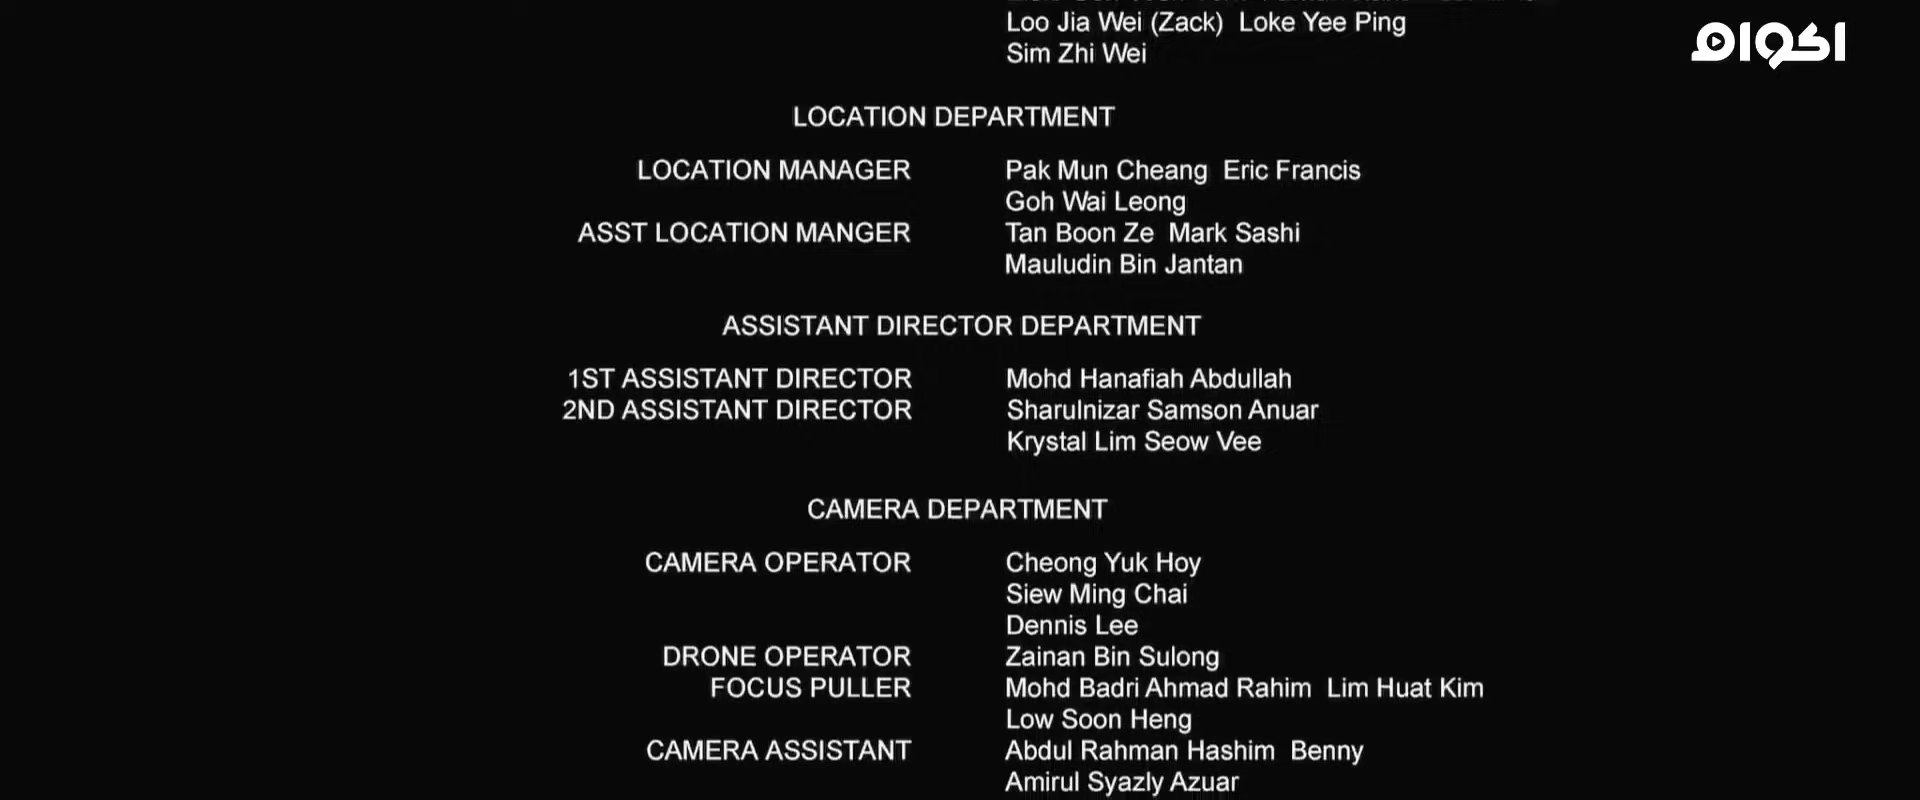 Loo Jia Wei (Zack)  Loke Yee Ping
اكوام
Sim Zhi Wei
LOCATION DEPARTMENT
LOCATION MANAGER Pak Mun Cheang  Eric Francis
Goh Wai Leong
ASST LOCATION MANGER Tan Boon Ze  Mark Sashi
Mauludin Bin Jantan
ASSISTANT DIRECTOR DEPARTMENT
1ST ASSISTANT DIRECTOR Mohd Hanafiah Abdullah
2ND ASSISTANT DIRECTOR Sharulnizar Samson Anuar
Krystal Lim Seow Vee
CAMERA DEPARTMENT
CAMERA OPERATOR Cheong Yuk Hoy
Siew Ming Chai
Dennis Lee
DRONE OPERATOR Zainan Bin Sulong
FOCUS PULLER Mohd Badri Ahmad Rahim  Lim Huat Kim
Low Soon Heng
CAMERA ASSISTANT Abdul Rahman Hashim  Benny
Amirul Syazly Azuar